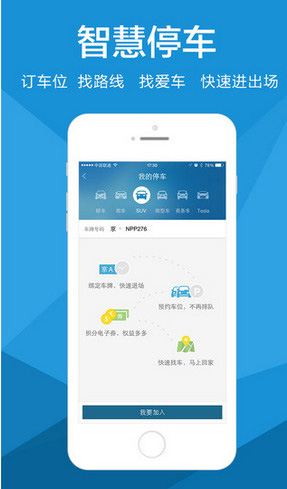 智慧停车
订车位 找路线 找爱车 快速进出场
中国联通 17:20 78%
我的停车
轿车 跑车 SUV 微型车 商务车 Tesla
车牌号码 京 NPP276
京A
绑定车牌，快速进场
P
预约车位，不再排队
积分电子券，权益多多
快速找车，马上回家
我要加入